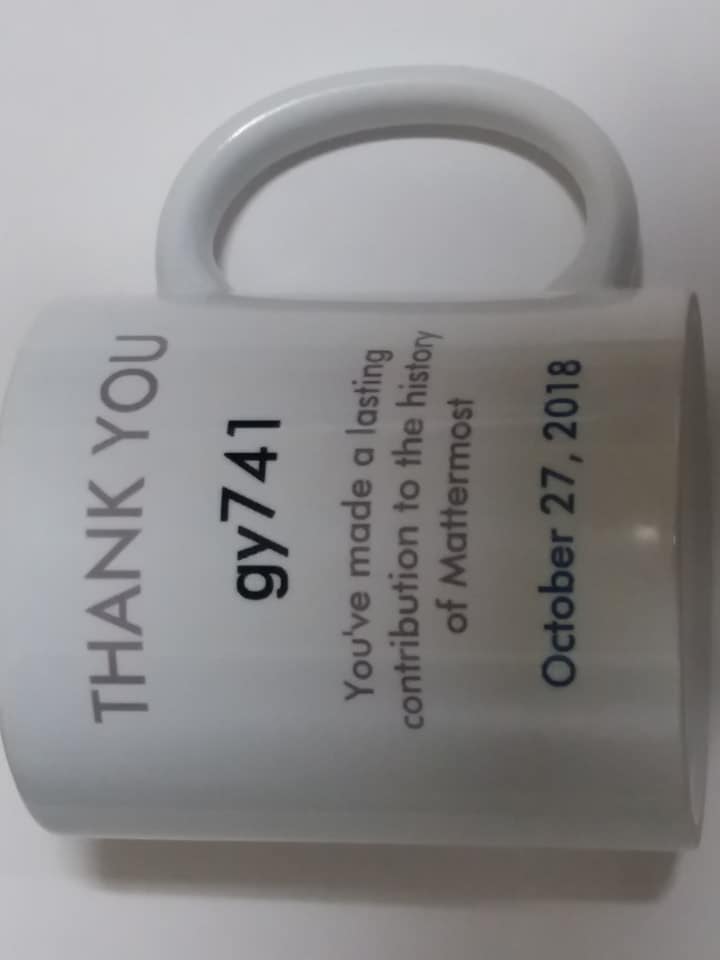 THANK YOU
gy741
You've made a lasting
contribution to the history
of Mattermost
October 27, 2018